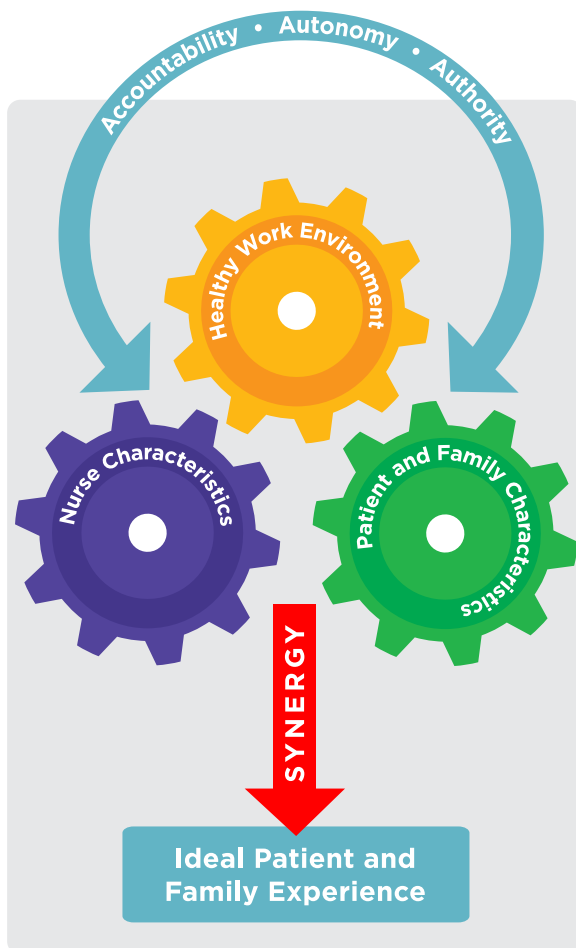 Accountability • Autonomy • Authority
Healthy Work Environment
Nurse Characteristics
Patient and Family Characteristics
SYNERGY
Ideal Patient and
Family Experience